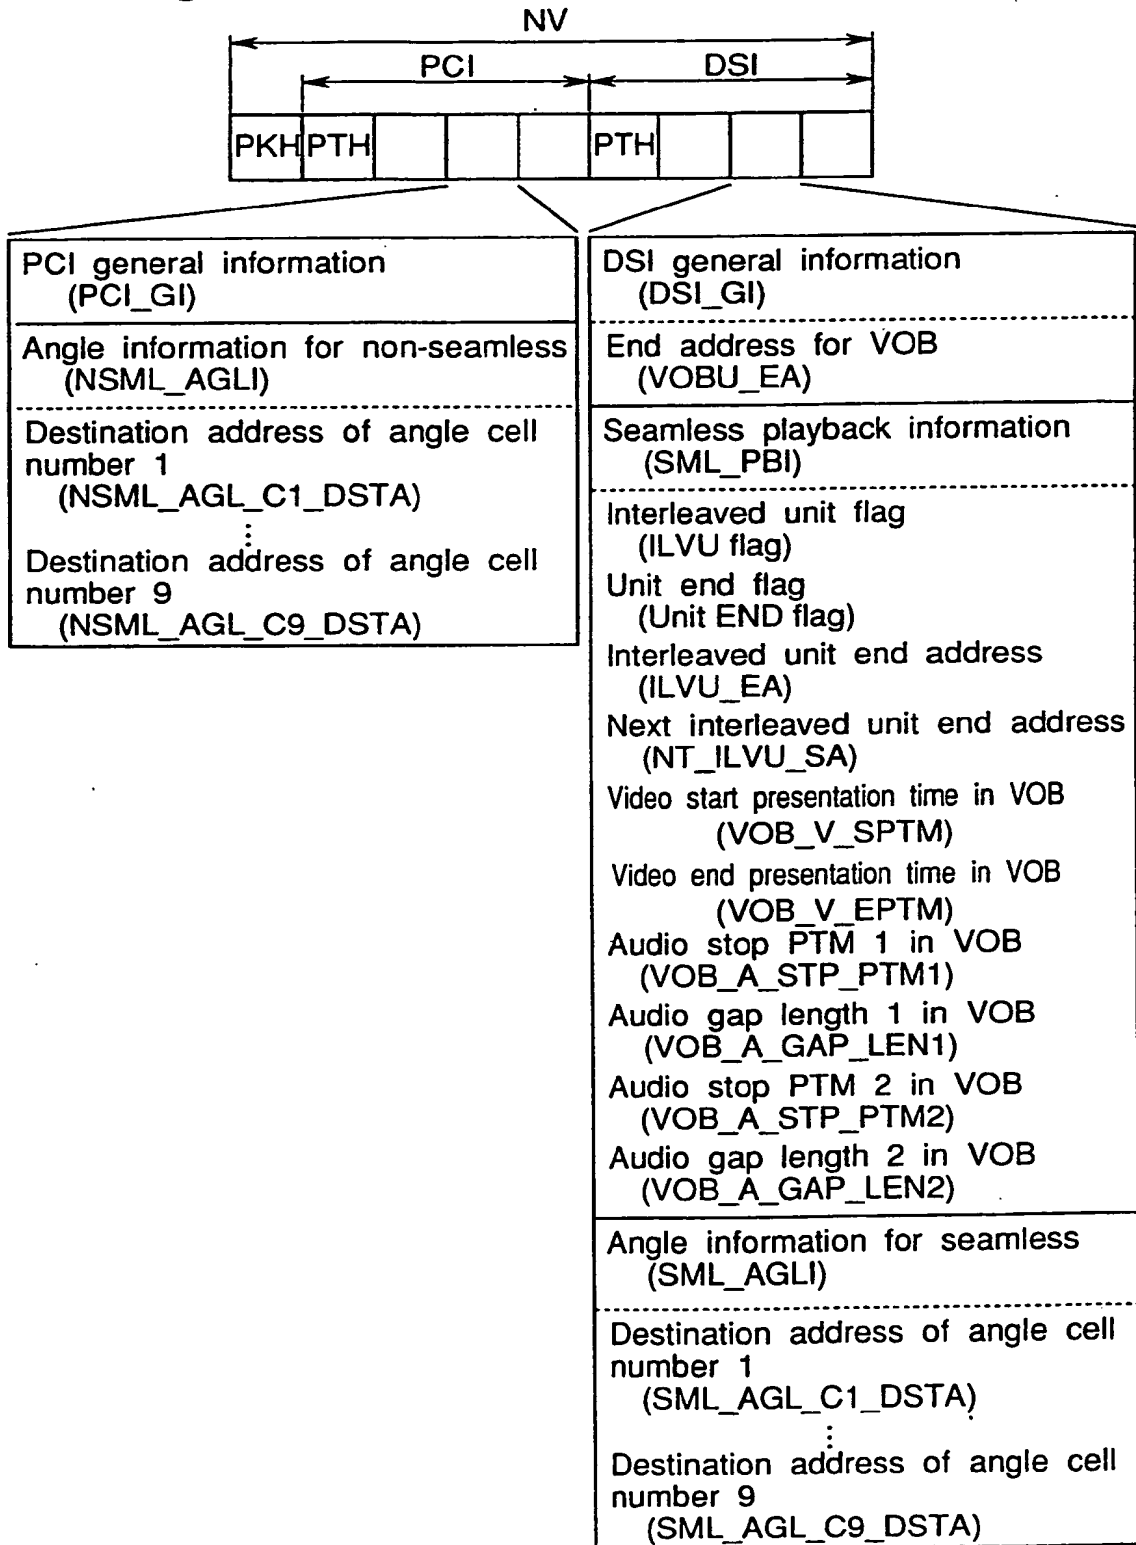 NV
PCI DSI
PKH PTH PTH
PCI general information
(PCI_GI)
Angle information for non-seamless
(NSML_AGLI)
Destination address of angle cell
number 1
(NSML_AGL_C1_DSTA)
Destination address of angle cell
number 9
(NSML_AGL_C9_DSTA)
DSI general information
(DSI_GI)
End address for VOB
(VOBU_EA)
Seamless playback information
(SML_PBI)
Interleaved unit flag
(ILVU flag)
Unit end flag
(Unit END flag)
Interleaved unit end address
(ILVU_EA)
Next interleaved unit end address
(NT_ILVU_SA)
Video start presentation time in VOB
(VOB_V_SPTM)
Video end presentation time in VOB
(VOB_V_EPTM)
Audio stop PTM 1 in VOB
(VOB_A_STP_PTM1)
Audio gap length 1 in VOB
(VOB_A_GAP_LEN1)
Audio stop PTM 2 in VOB
(VOB_A_STP_PTM2)
Audio gap length 2 in VOB
(VOB_A_GAP_LEN2)
Angle information for seamless
(SML_AGLI)
Destination address of angle cell
number 1
(SML_AGL_C1_DSTA)
Destination address of angle cell
number 9
(SML_AGL_C9_DSTA)